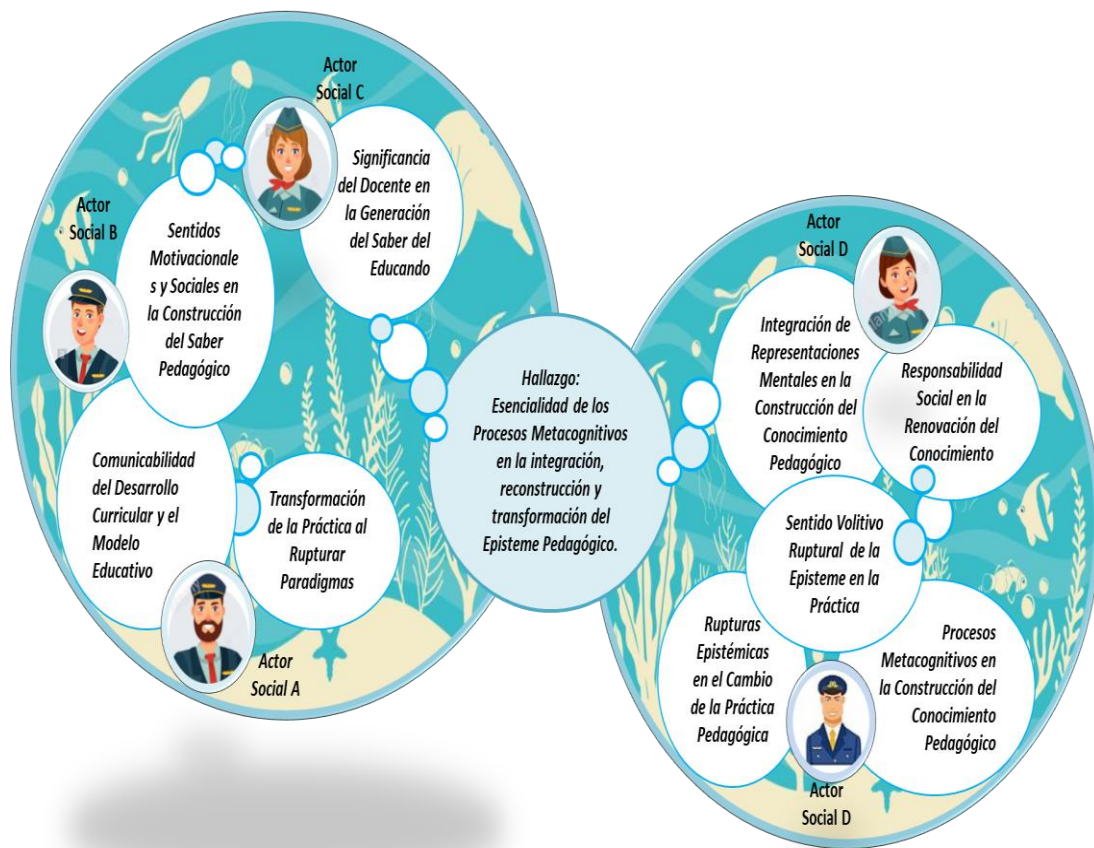 Actor
Social C
Significancia
del Docente en
la Generación
del Saber del
Educando
Actor
Social B
Sentidos
Motivacionale
s y Sociales en
la Construcción
del Saber
Pedagógico
Comunicabilidad
del Desarrollo
Curricular y el
Modelo
Educativo
Transformación
de la Práctica al
Rupturar
Paradigmas
Actor
Social A
Hallazgo:
Esencialidad de los
Procesos Metacognitivos
en la integración,
reconstrucción y
transformación del
Episteme Pedagógico.
Actor
Social D
Integración de
Representaciones
Mentales en la
Construcción del
Conocimiento
Pedagógico
Responsabilidad
Social en la
Renovación del
Conocimiento
Sentido Volitivo
Ruptural de la
Episteme en la
Práctica
Rupturas
Epistémicas
en el Cambio
de la Práctica
Pedagógica
Procesos
Metacognitivos en
la Construcción del
Conocimiento
Pedagógico
Actor
Social D